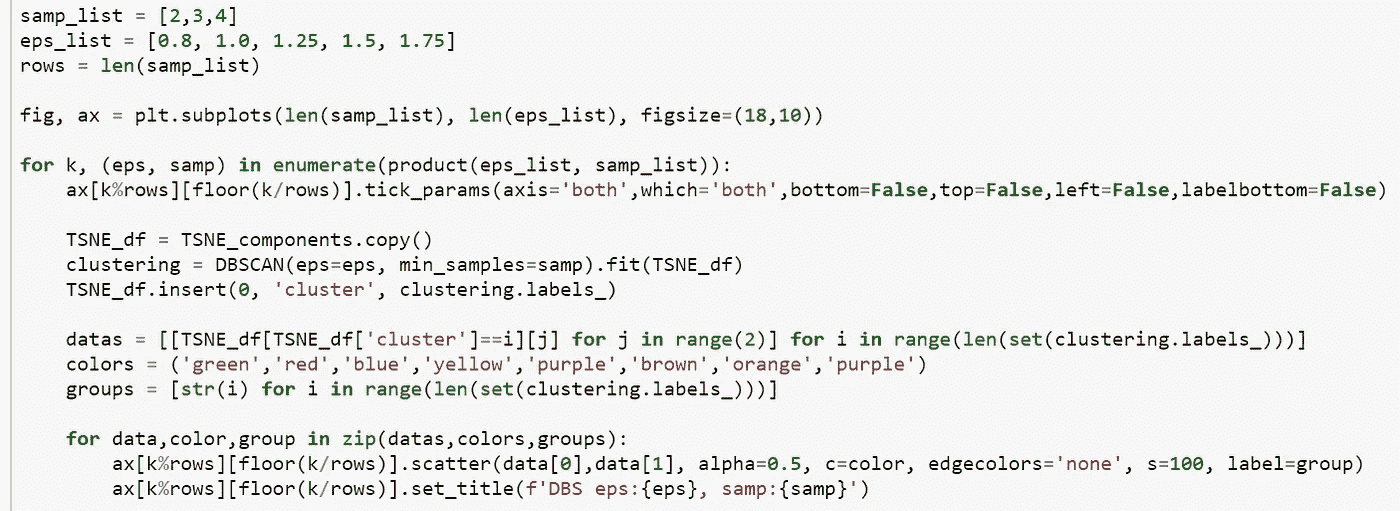 samp_list = [2,3,4]
eps_list = [0.8, 1.0, 1.25, 1.5, 1.75]
rows = len(samp_list)
fig, ax = plt.subplots(len(samp_list), len(eps_list), figsize=(18,10))
for k, (eps, samp) in enumerate(product(eps_list, samp_list)):
    ax[k%rows][floor(k/rows)].tick_params(axis='both',which='both',bottom=False,top=False,left=False,labelbottom=False)
    TSNE_df = TSNE_components.copy()
    clustering = DBSCAN(eps=eps, min_samples=samp).fit(TSNE_df)
    TSNE_df.insert(0, 'cluster', clustering.labels_)
    datas = [[TSNE_df[TSNE_df['cluster']==i][j] for j in range(2)] for i in range(len(set(clustering.labels_)))]
    colors = ('green','red','blue','yellow','purple','brown','orange','purple')
    groups = [str(i) for i in range(len(set(clustering.labels_)))]
    for data,color,group in zip(datas,colors,groups):
        ax[k%rows][floor(k/rows)].scatter(data[0],data[1], alpha=0.5, c=color, edgecolors='none', s=100, label=group)
        ax[k%rows][floor(k/rows)].set_title(f'DBS eps:{eps}, samp:{samp}')